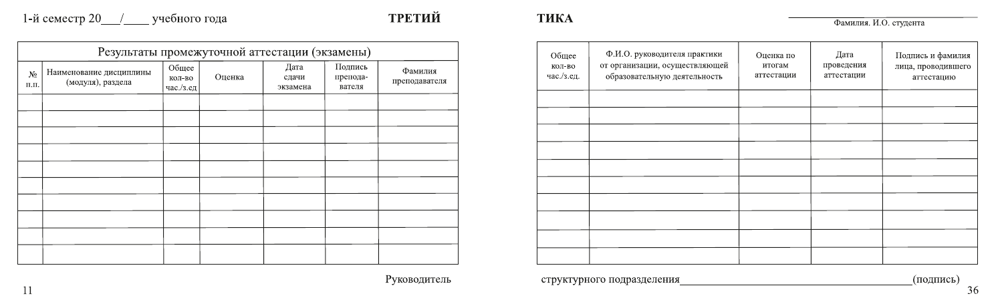 1-й семестр 20___/____ учебного года ТРЕТИЙ
Результаты промежуточной аттестации (экзамены)
№
п.п.
Наименование дисциплины
(модуля), раздела
Общее
кол-во
час./з.ед
Оценка
Дата
сдачи
экзамена
Подпись
препода-
вателя
Фамилия
преподавателя
Руководитель
11
ТИКА
Фамилия. И.О. студента
Общее
кол-во
час./з.ед.
Ф.И.О. руководителя практики
от организации, осуществляющей
образовательную деятельность
Оценка по
итогам
аттестации
Дата
проведения
аттестации
Подпись и фамилия
лица, проводившего
аттестацию
структурного подразделения______________________________________(подпись)
36